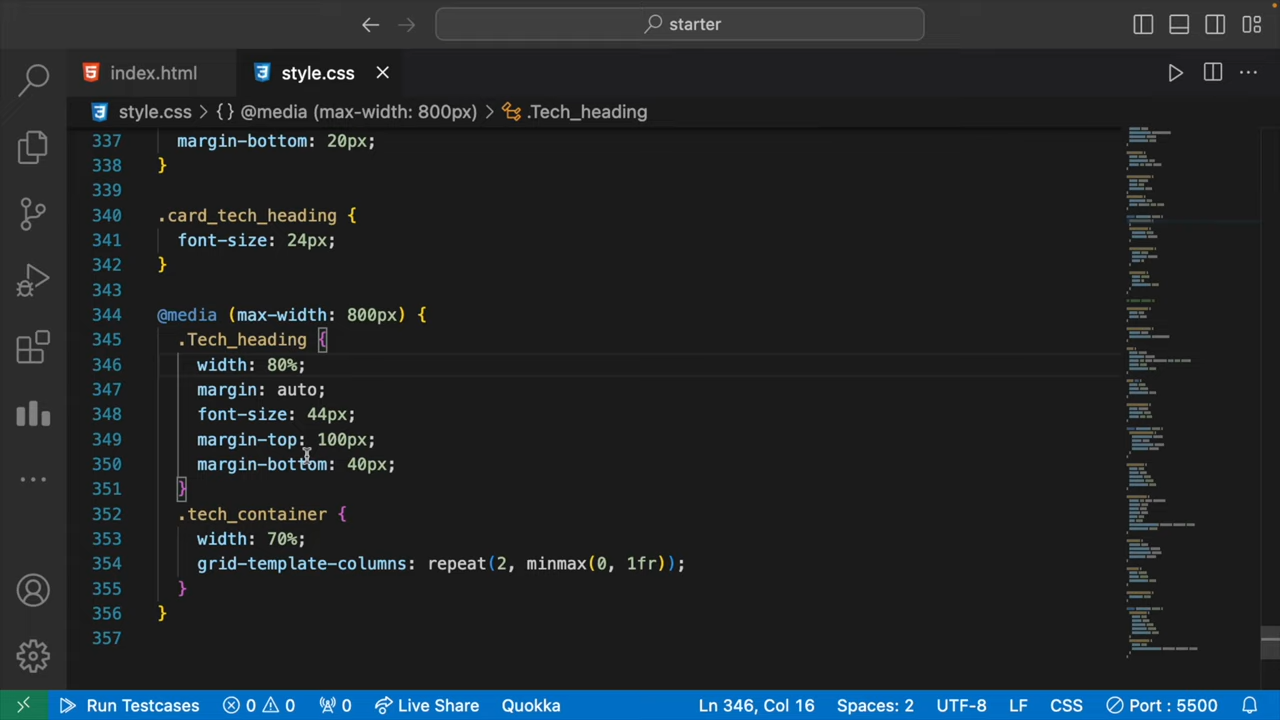 starter
index.html
style.css
style.css > {} @media (max-width: 800px) > .Tech_heading
337 margin-bottom: 20px;
338 }
339
340 .card_tech_heading {
341 font-size: 24px;
342 }
343
344 @media (max-width: 800px) {
345 .Tech_heading {
346 width: 80%;
347 margin: auto;
348 font-size: 44px;
349 margin-top: 100px;
350 margin-bottom: 40px;
351 }
352 .tech_container {
353 width: 70%;
354 grid-template-columns: repeat(2, minmax(0, 1fr));
355 }
356 }
357
Run Testcases 0 0 Live Share Quokka Ln 346, Col 16 Spaces: 2 UTF-8 LF CSS Port : 5500